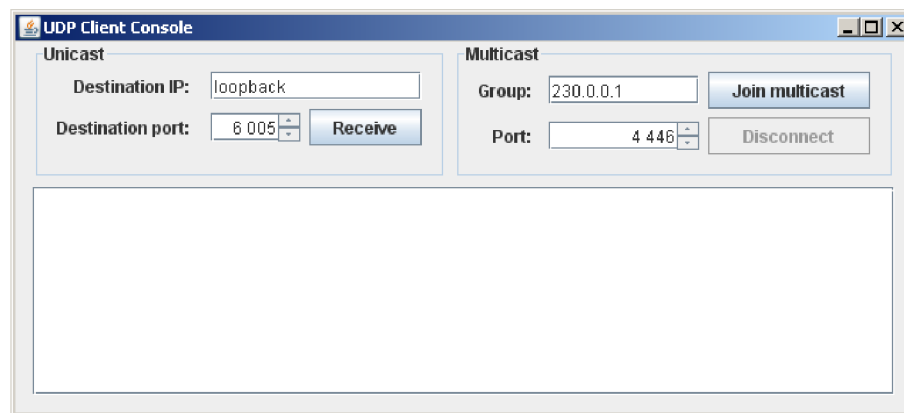 UDP Client Console
Unicast
Destination IP: loopback
Destination port: 6 005 Receive
Multicast
Group: 230.0.0.1 Join multicast
Port: 4 446 Disconnect